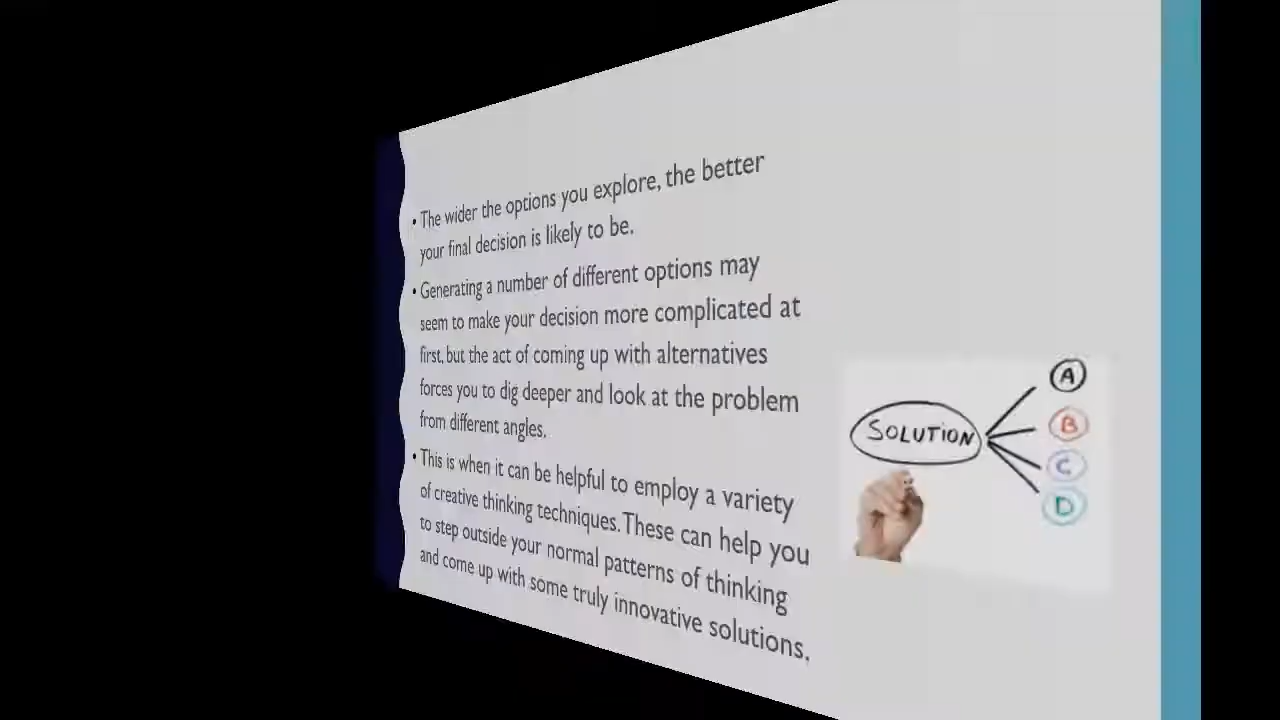 • The wider the options you explore, the better
your final decision is likely to be.
• Generating a number of different options may
seem to make your decision more complicated at
first, but the act of coming up with alternatives
forces you to dig deeper and look at the problem
from different angles.
• This is when it can be helpful to employ a variety
of creative thinking techniques. These can help you
to step outside your normal patterns of thinking
and come up with some truly innovative solutions.
SOLUTION
A
B
C
D